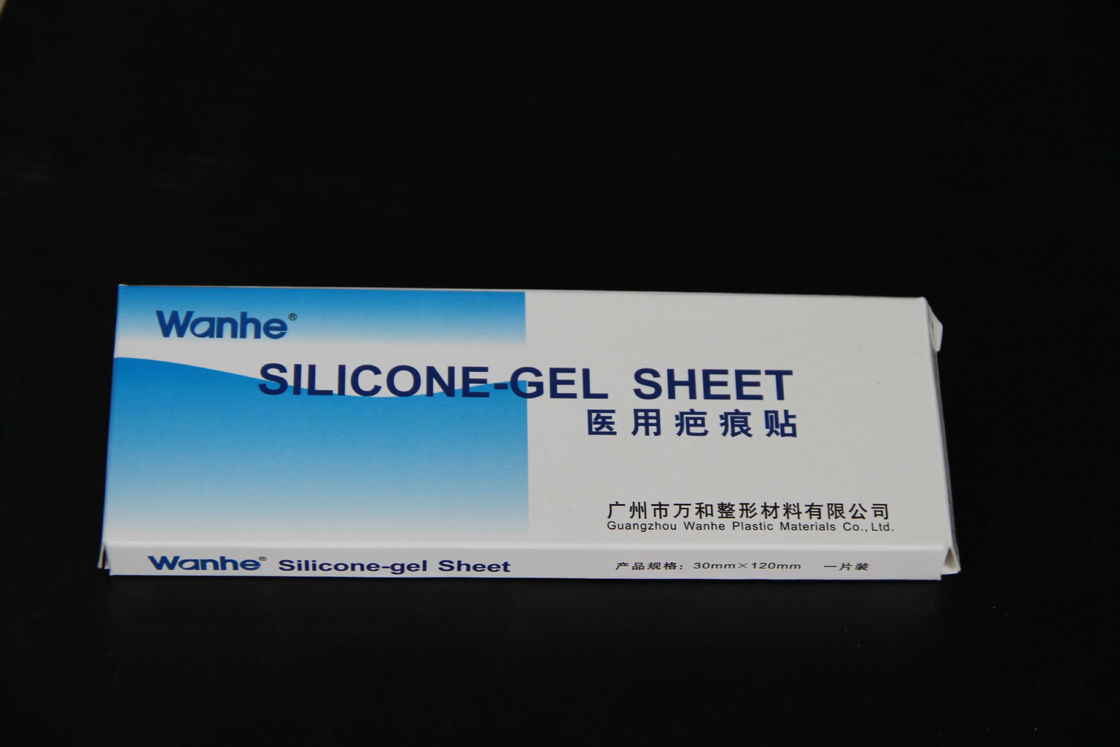 Wanhe®
SILICONE-GEL SHEET
医用疤痕贴
广州市万和整形材料有限公司
Guangzhou Wanhe Plastic Materials Co., Ltd.
Wanhe® Silicone-gel Sheet 产品规格：30mm×120mm 一片装